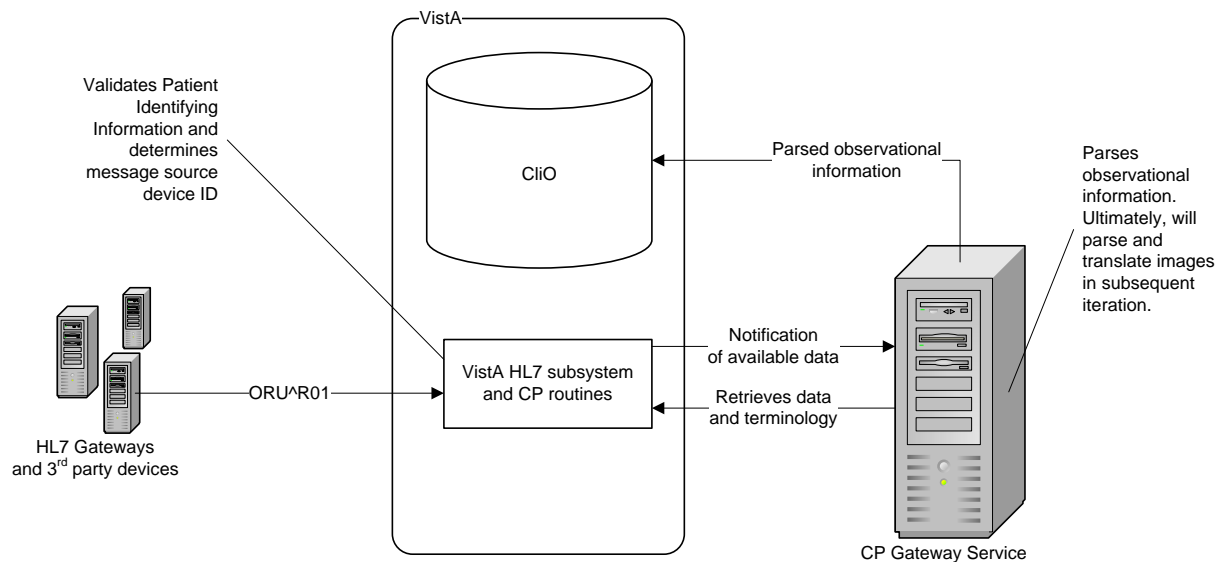 VistA
Validates Patient
Identifying
Information and
determines
message source
device ID
CliO
Parsed observational
information
Parses
observational
information.
Ultimately, will
parse and
translate images
in subsequent
iteration.
HL7 Gateways
and 3rd party devices
ORU^R01
VistA HL7 subsystem
and CP routines
Notification
of available data
Retrieves data
and terminology
CP Gateway Service